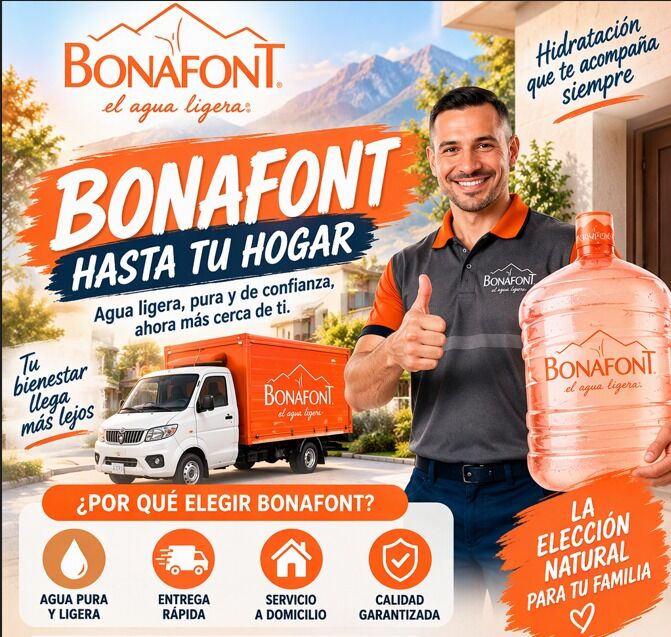 BONAFONT
el agua ligera®
Hidratación
que te acompaña
siempre
BONAFONT
HASTA TU HOGAR
Agua ligera, pura y de confianza,
ahora más cerca de ti.
Tu
bienestar
llega
más lejos
BONAFONT
el agua ligera
BONAFONT
el agua ligera
BONAFONT
el agua ligera
¿POR QUÉ ELEGIR BONAFONT?
AGUA PURA
Y LIGERA
ENTREGA
RÁPIDA
SERVICIO
A DOMICILIO
CALIDAD
GARANTIZADA
LA
ELECCIÓN
NATURAL
PARA TU FAMILIA